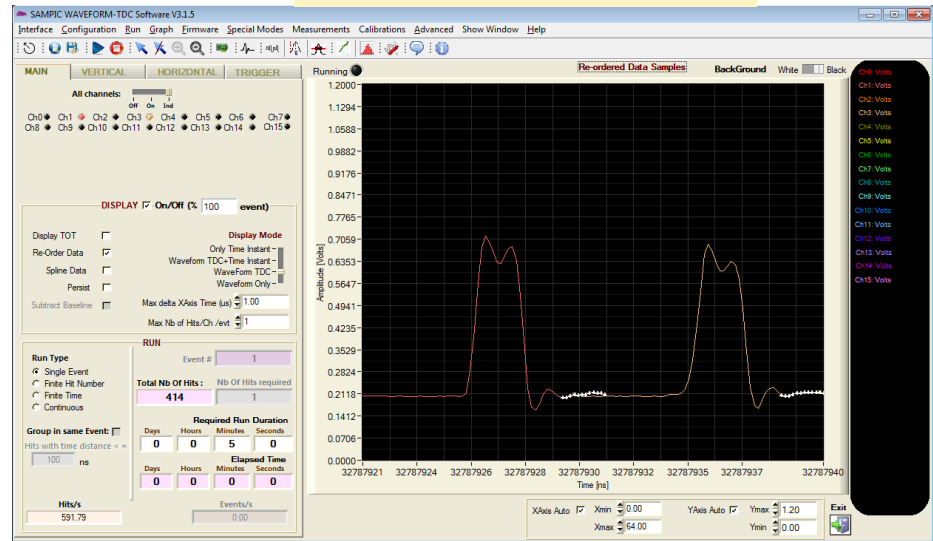 SAMPIC WAVEFORM-TDC Software V3.1.5
Interface Configuration Run Graph Firmware Special Modes Measurements Calibrations Advanced Show Window Help
MAIN VERTICAL HORIZONTAL TRIGGER
All channels:
Off On Ind
Ch0 Ch1 Ch2 Ch3 Ch4 Ch5 Ch6 Ch7
Ch8 Ch9 Ch10 Ch11 Ch12 Ch13 Ch14 Ch15
DISPLAY On/Off (% 100 event)
Display TOT
Re-Order Data
Spline Data
Persist
Subtract Baseline
Display Mode
Only Time Instant
Waveform TDC+Time Instant
WaveForm TDC
Waveform Only
Max delta XAxis Time (us) 1.00
Max Nb of Hits/Ch /evt 1
RUN
Run Type
Single Event
Finite Hit Number
Finite Time
Continuous
Group in same Event:
Hits with time distance < =
100 ns
Hits/s
591.79
Event # 1
Total Nb Of Hits : Nb Of Hits required
414 1
Required Run Duration
Days Hours Minutes Seconds
0 0 5 0
Elapsed Time
Days Hours Minutes Seconds
0 0 0 0
Events/s
0.00
Running
Re-ordered Data Samples
BackGround White Black
Amplitude [Volts]
1.2000
1.1294
1.0588
0.9882
0.9176
0.8471
0.7765
0.7059
0.6353
0.5647
0.4941
0.4235
0.3529
0.2824
0.2118
0.1412
0.0706
0.0000
32787921 32787924 32787926 32787928 32787930 32787932 32787935 32787937 32787940
Time [ns]
Ch0: Volts
Ch1: Volts
Ch2: Volts
Ch3: Volts
Ch4: Volts
Ch5: Volts
Ch6: Volts
Ch7: Volts
Ch8: Volts
Ch9: Volts
Ch10: Volts
Ch11: Volts
Ch12: Volts
Ch13: Volts
Ch14: Volts
Ch15: Volts
XAxis Auto Xmin 0.00 YAxis Auto Ymax 1.20 Exit
Xmax 64.00 Ymin 0.00